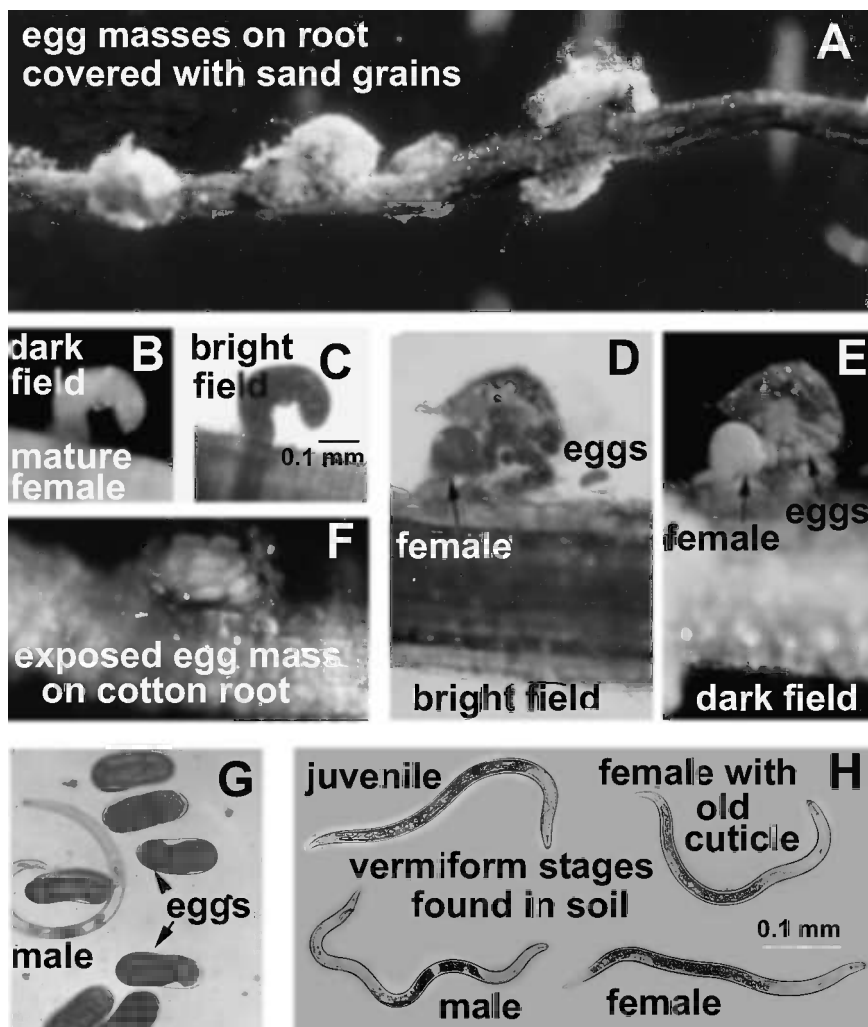 egg masses on root
covered with sand grains
A
dark
field
B
mature
female
bright
field
C
0.1 mm
D
eggs
female
bright field
E
eggs
female
dark field
F
exposed egg mass
on cotton root
G
eggs
male
H
juvenile
female with
old
cuticle
vermiform stages
found in soil
0.1 mm
male
female